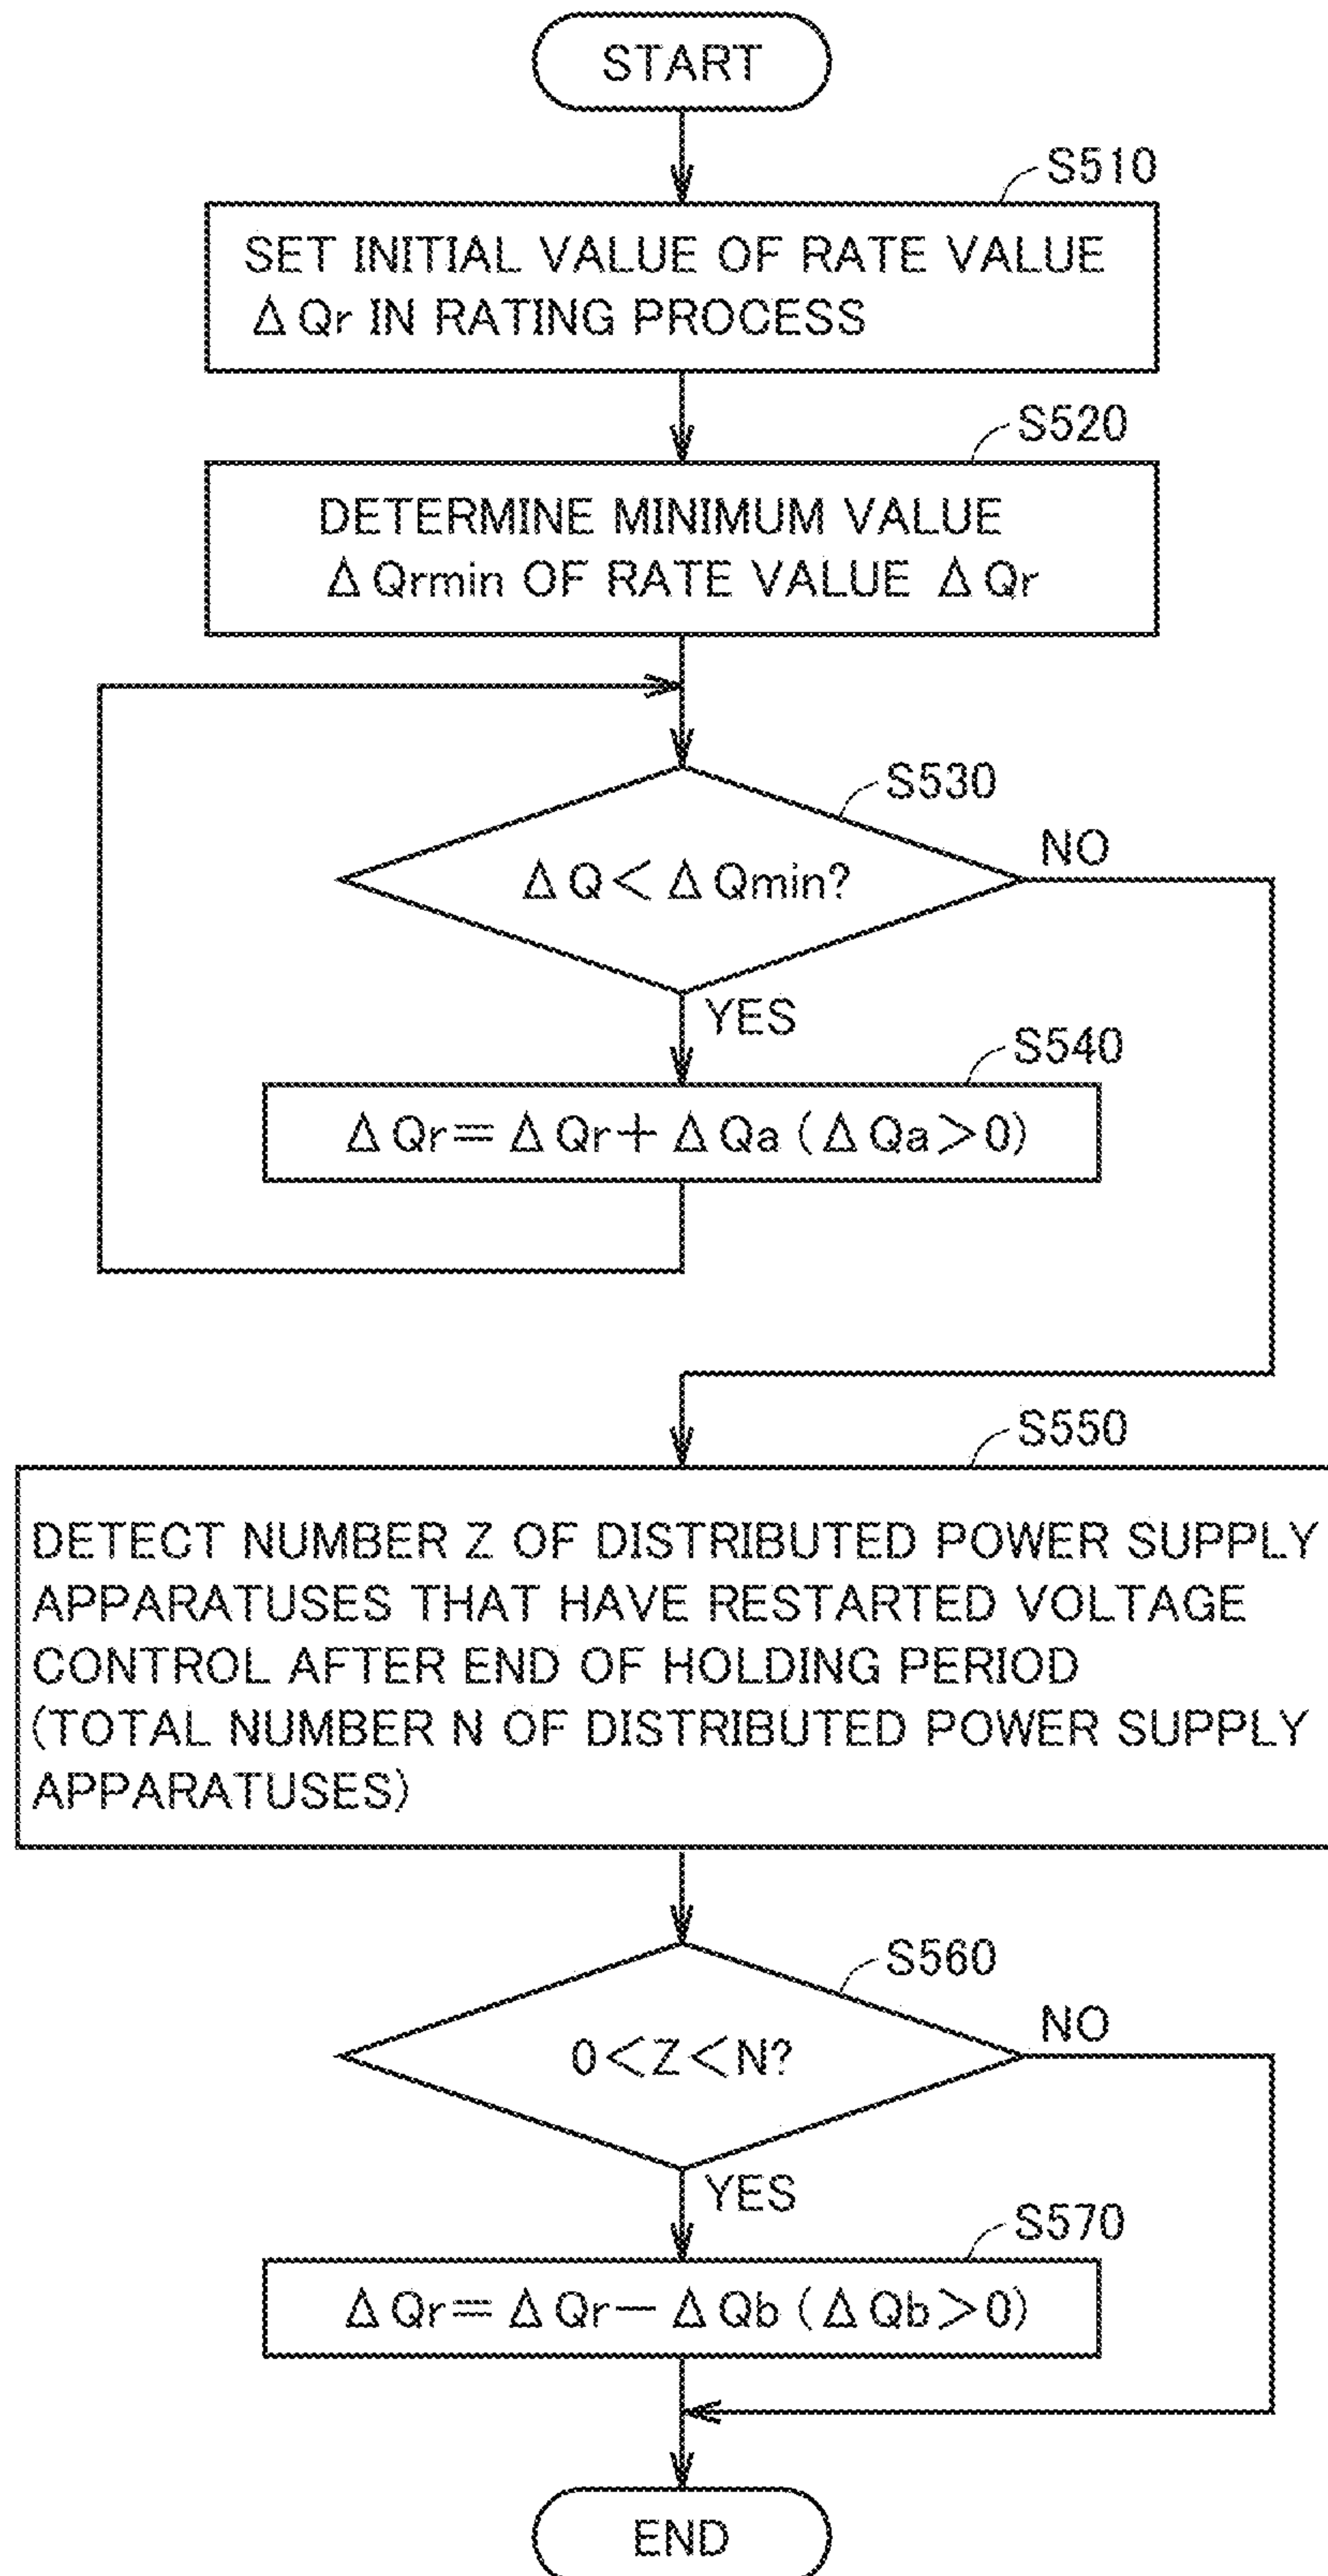 START
S510
SET INITIAL VALUE OF RATE VALUE
ΔQr IN RATING PROCESS
S520
DETERMINE MINIMUM VALUE
ΔQrmin OF RATE VALUE ΔQr
S530
ΔQ<ΔQmin?
NO
YES
S540
ΔQr=ΔQr+ΔQa (ΔQa>0)
S550
DETECT NUMBER Z OF DISTRIBUTED POWER SUPPLY
APPARATUSES THAT HAVE RESTARTED VOLTAGE
CONTROL AFTER END OF HOLDING PERIOD
(TOTAL NUMBER N OF DISTRIBUTED POWER SUPPLY
APPARATUSES)
S560
0<Z<N?
NO
YES
S570
ΔQr=ΔQr-ΔQb (ΔQb>0)
END